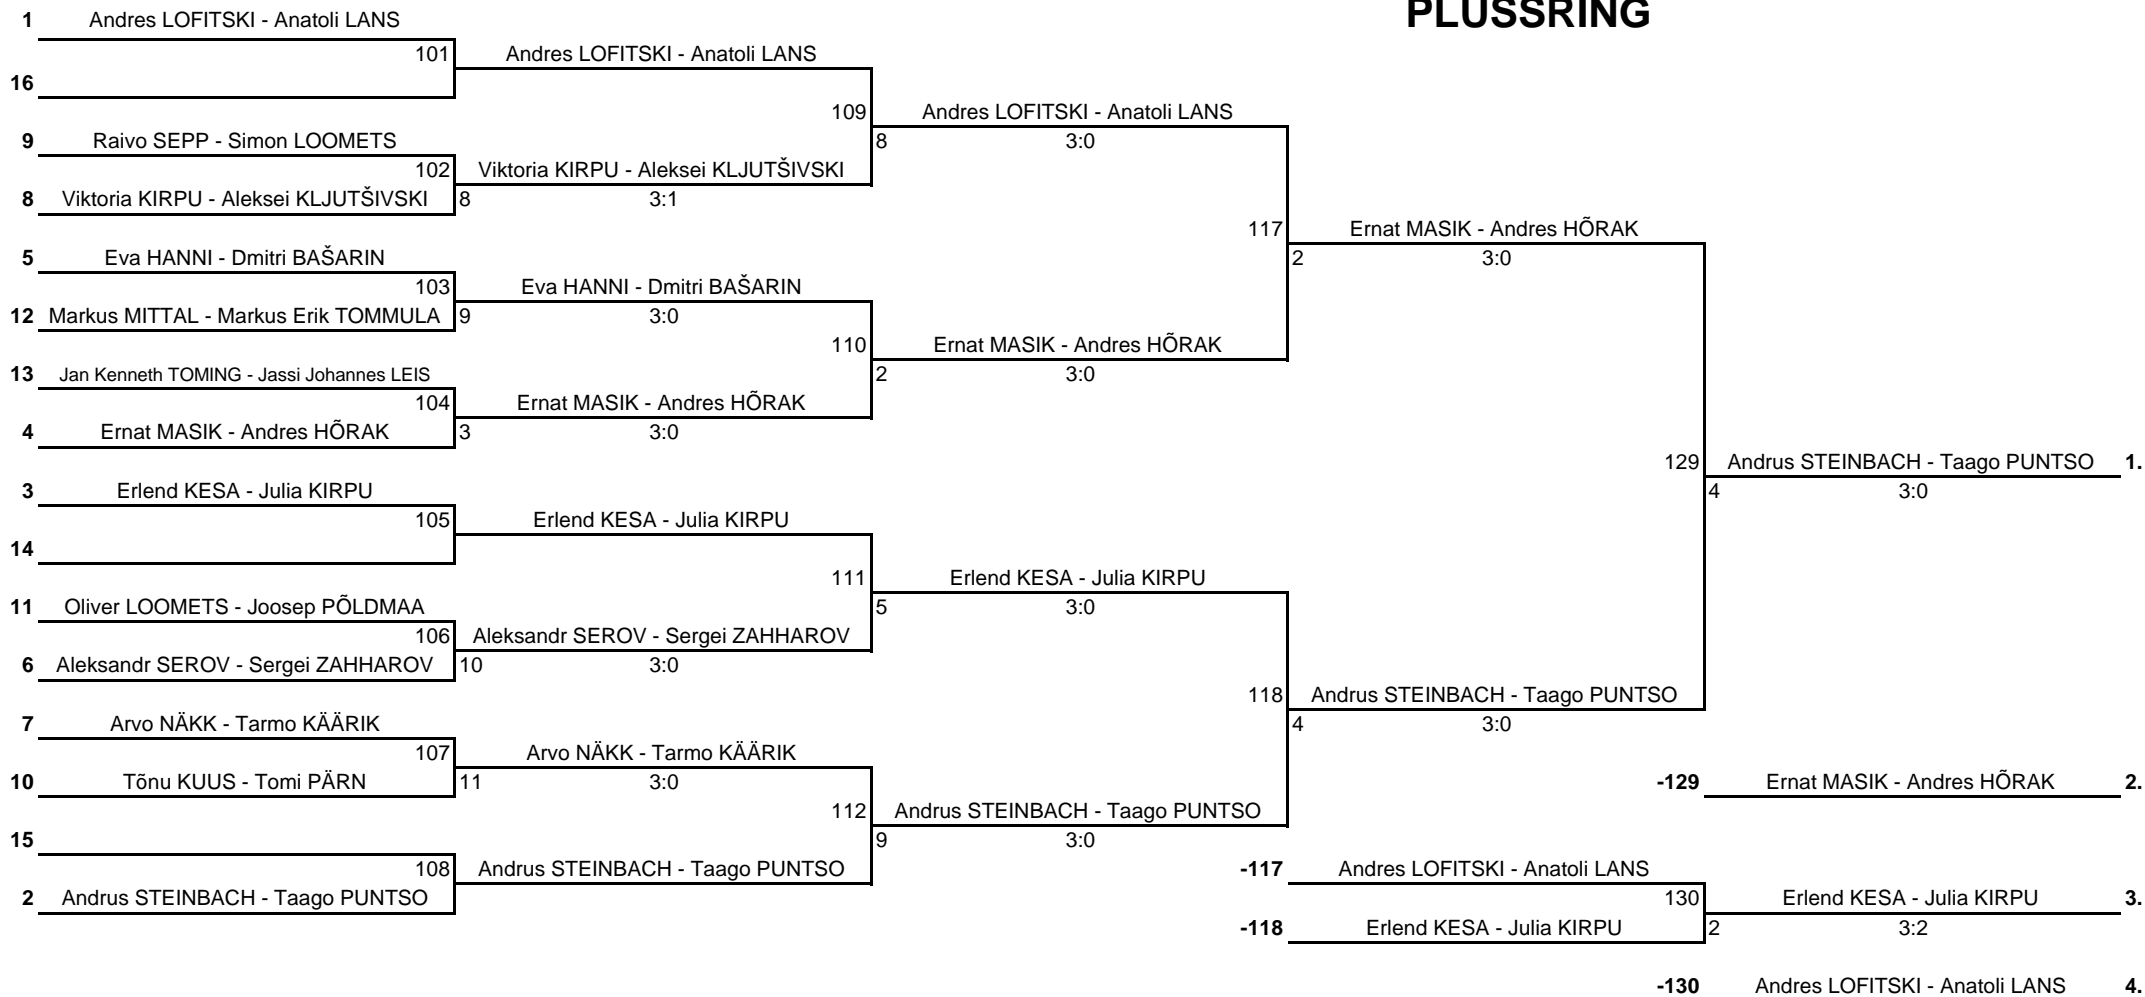 PLUSSRING
1 Andres LOFITSKI - Anatoli LANS
101 Andres LOFITSKI - Anatoli LANS
16
109 Andres LOFITSKI - Anatoli LANS
9 Raivo SEPP - Simon LOOMETS
8 3:0
102 Viktoria KIRPU - Aleksei KLJUTŠIVSKI
8 Viktoria KIRPU - Aleksei KLJUTŠIVSKI 8 3:1
117 Ernat MASIK - Andres HÕRAK
5 Eva HANNI - Dmitri BAŠARIN
2 3:0
103 Eva HANNI - Dmitri BAŠARIN
12 Markus MITTAL - Markus Erik TOMMULA 9 3:0
110 Ernat MASIK - Andres HÕRAK
13 Jan Kenneth TOMING - Jassi Johannes LEIS
2 3:0
104 Ernat MASIK - Andres HÕRAK
4 Ernat MASIK - Andres HÕRAK 3 3:0
129 Andrus STEINBACH - Taago PUNTSO 1.
3 Erlend KESA - Julia KIRPU
4 3:0
105 Erlend KESA - Julia KIRPU
14
111 Erlend KESA - Julia KIRPU
11 Oliver LOOMETS - Joosep PÕLDMAA
5 3:0
106 Aleksandr SEROV - Sergei ZAHHAROV
6 Aleksandr SEROV - Sergei ZAHHAROV 10 3:0
118 Andrus STEINBACH - Taago PUNTSO
7 Arvo NÄKK - Tarmo KÄÄRIK
4 3:0
107 Arvo NÄKK - Tarmo KÄÄRIK
10 Tõnu KUUS - Tomi PÄRN 11 3:0
-129 Ernat MASIK - Andres HÕRAK 2.
112 Andrus STEINBACH - Taago PUNTSO
15
9 3:0
108 Andrus STEINBACH - Taago PUNTSO
-117 Andres LOFITSKI - Anatoli LANS
2 Andrus STEINBACH - Taago PUNTSO
130 Erlend KESA - Julia KIRPU 3.
-118 Erlend KESA - Julia KIRPU 2 3:2
-130 Andres LOFITSKI - Anatoli LANS 4.